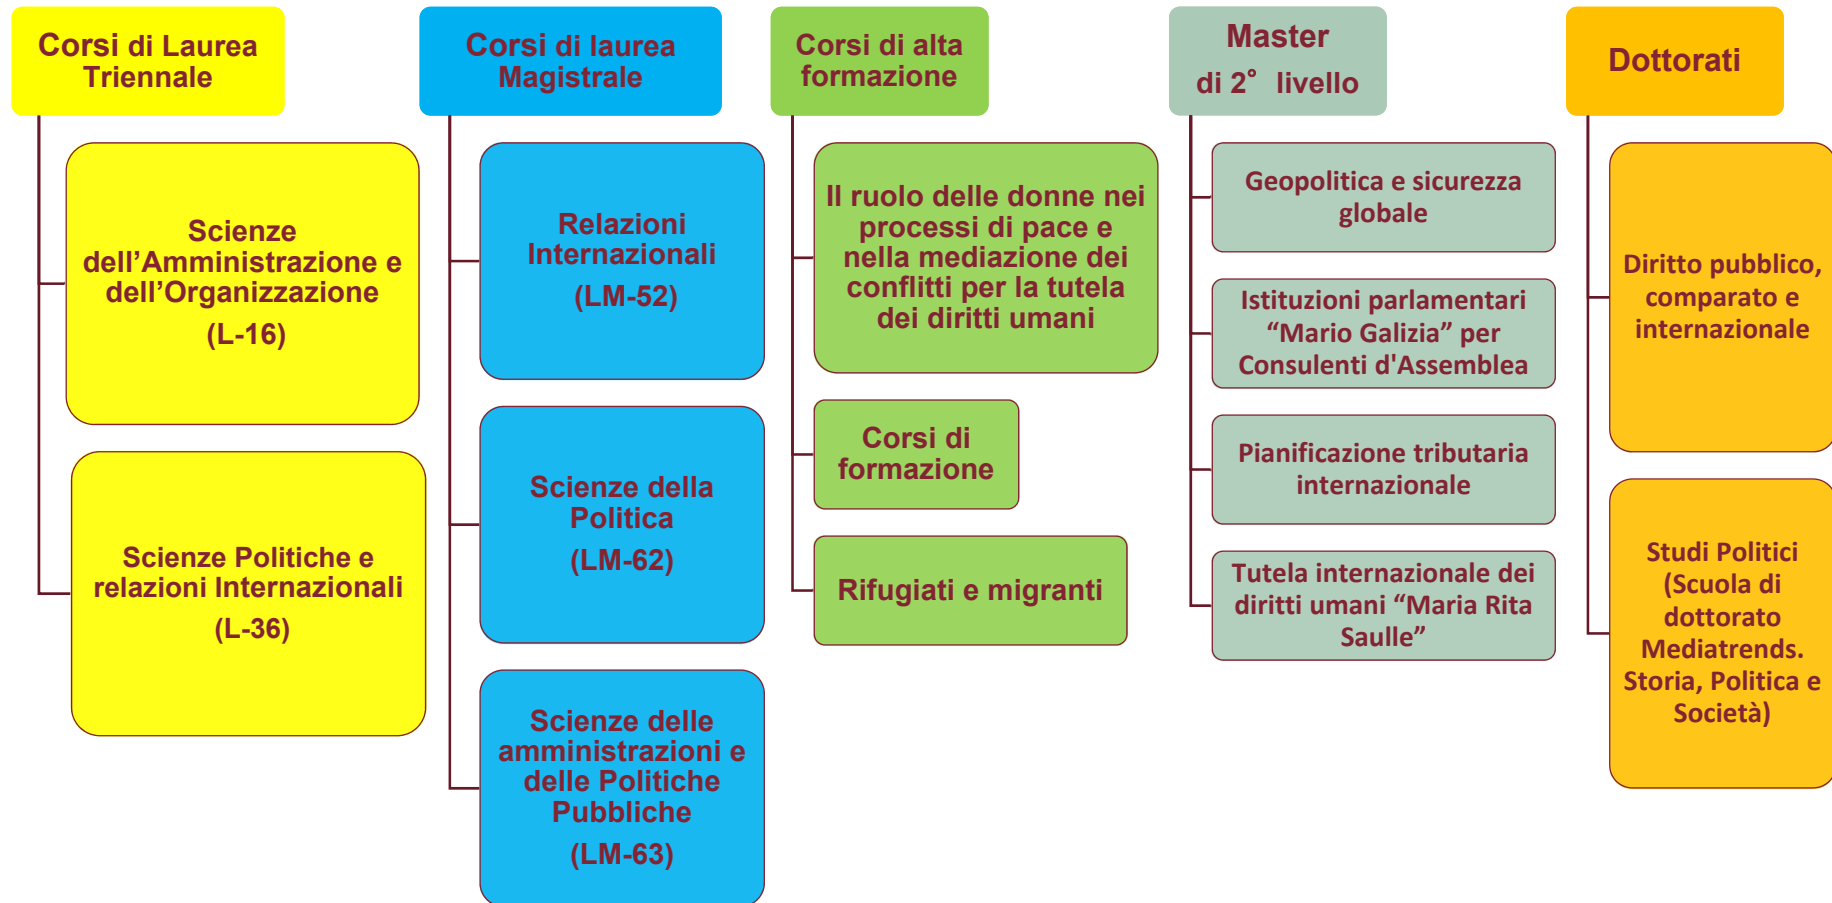 Corsi di Laurea
Triennale
Scienze
dell’Amministrazione e
dell’Organizzazione
(L-16)
Scienze Politiche e
relazioni Internazionali
(L-36)
Corsi di laurea
Magistrale
Relazioni
Internazionali
(LM-52)
Scienze della
Politica
(LM-62)
Scienze delle
amministrazioni e
delle Politiche
Pubbliche
(LM-63)
Corsi di alta
formazione
Il ruolo delle donne nei
processi di pace e
nella mediazione dei
conflitti per la tutela
dei diritti umani
Corsi di
formazione
Rifugiati e migranti
Master
di 2° livello
Geopolitica e sicurezza
globale
Istituzioni parlamentari
“Mario Galizia” per
Consulenti d'Assemblea
Pianificazione tributaria
internazionale
Tutela internazionale dei
diritti umani “Maria Rita
Saulle”
Dottorati
Diritto pubblico,
comparato e
internazionale
Studi Politici
(Scuola di
dottorato
Mediatrends.
Storia, Politica e
Società)